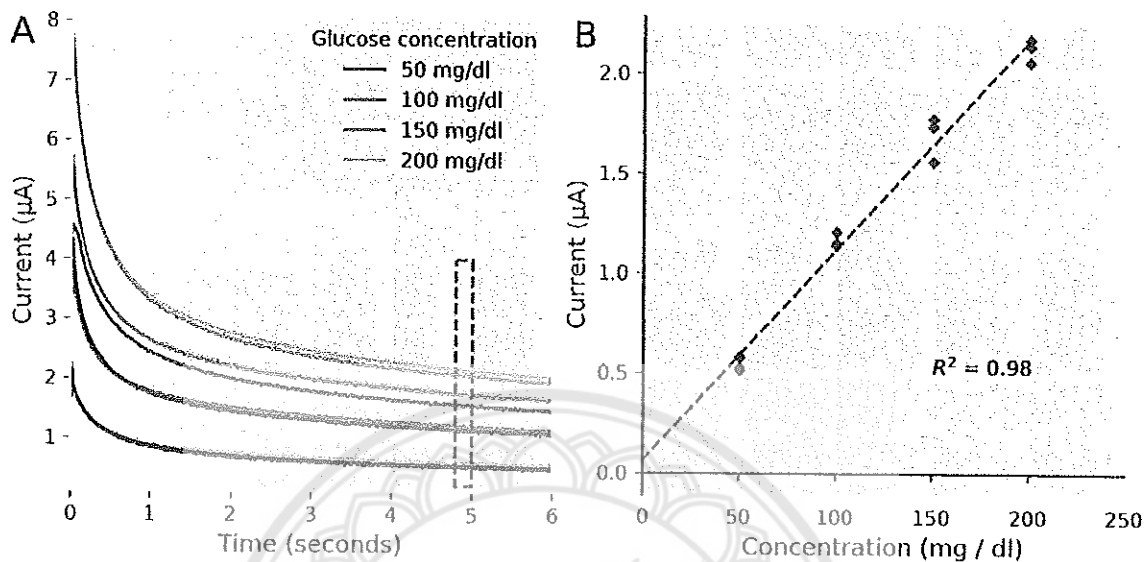 A
Glucose concentration
50 mg/dl
100 mg/dl
150 mg/dl
200 mg/dl
8
7
6
5
4
3
2
1
Current (µA)
0 1 2 3 4 5 6
Time (seconds)
B
2.0
1.5
1.0
0.5
0.0
Current (µA)
R² = 0.98
0 50 100 150 200 250
Concentration (mg / dl)